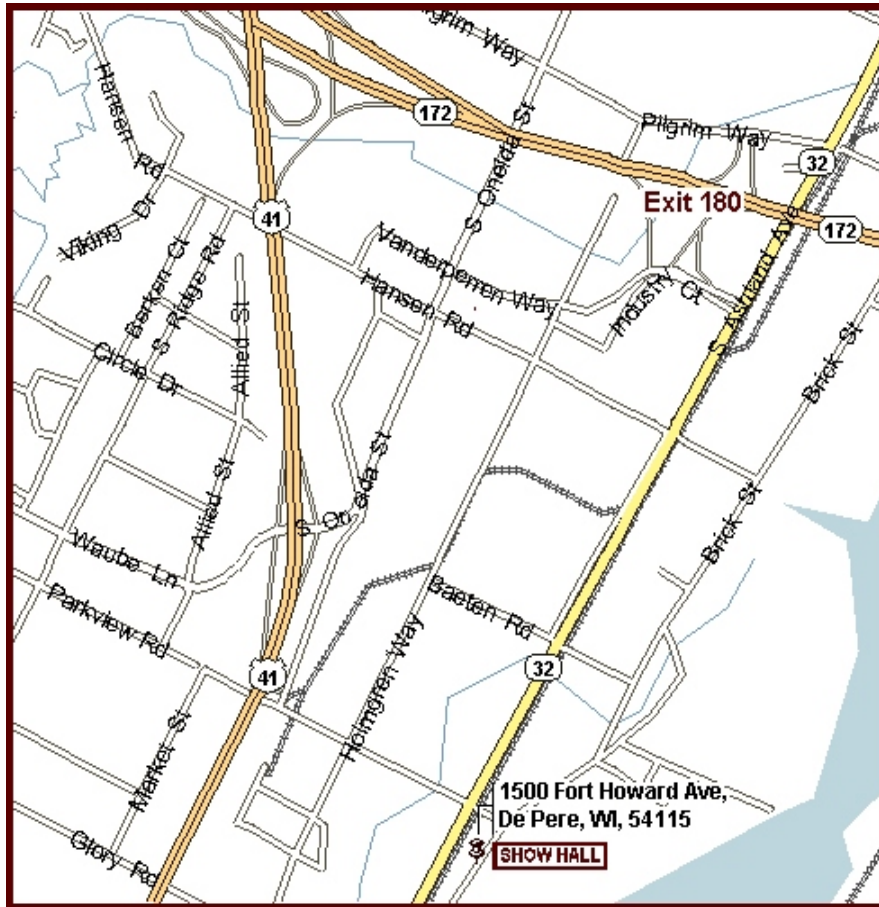 Pilgrim Way
Hansen Rd
172
Pilgrim Way
32
S Oneida St
Exit 180
172
41
Viking Dr
Vanderperren Way
S Ashland Ave
Berken Ct
S Ridge Rd
Hansen Rd
Industry Ct
Allied St
Circle Dr
Brick St
S Oneida St
Allied St
Brick St
Waube Ln
Parkview Rd
Baeten Rd
41
32
Holmgren Way
Market St
1500 Fort Howard Ave,
De Pere, WI, 54115
Glory Rd
SHOW HALL